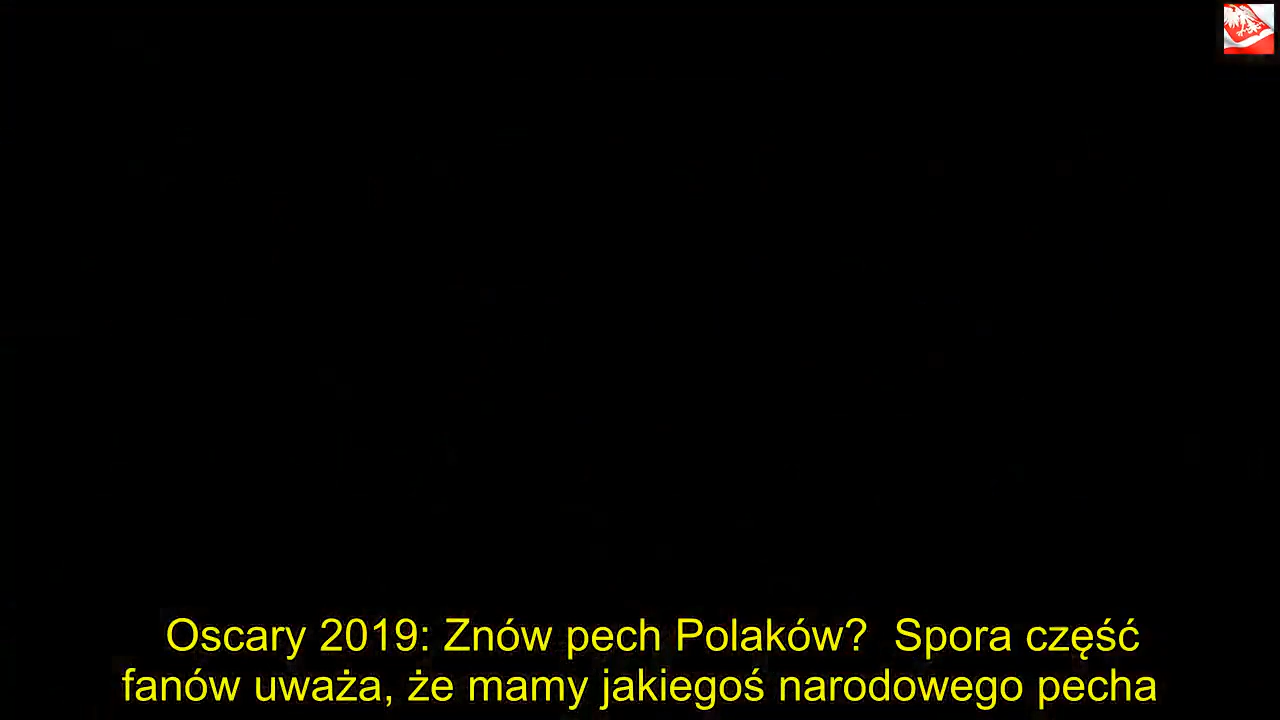 Oscary 2019: Znów pech Polaków?  Spora część
fanów uważa, że mamy jakiegoś narodowego pecha